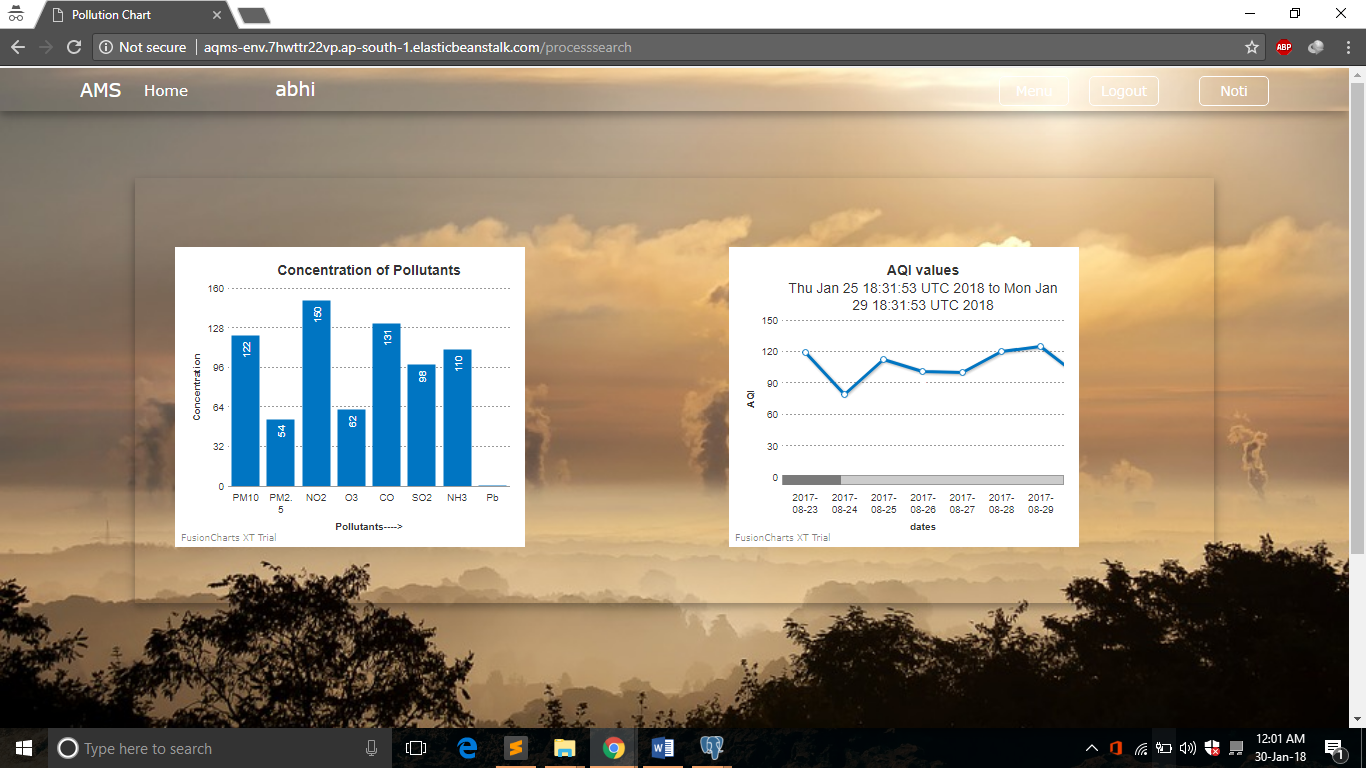 Pollution Chart
Not secure
aqms-env.7hwttr22vp.ap-south-1.elasticbeanstalk.com/processsearch
ABP
AMS Home abhi Menu Logout Noti
Concentration of Pollutants
Concentration
160
128
96
64
32
0
122
54
150
62
131
98
110
PM10 PM2.5 NO2 O3 CO SO2 NH3 Pb
Pollutants---->
FusionCharts XT Trial
AQI values
Thu Jan 25 18:31:53 UTC 2018 to Mon Jan
29 18:31:53 UTC 2018
AQI
150
120
90
60
30
0
2017-08-23 2017-08-24 2017-08-25 2017-08-26 2017-08-27 2017-08-28 2017-08-29
dates
FusionCharts XT Trial
Type here to search
12:01 AM
30-Jan-18
1